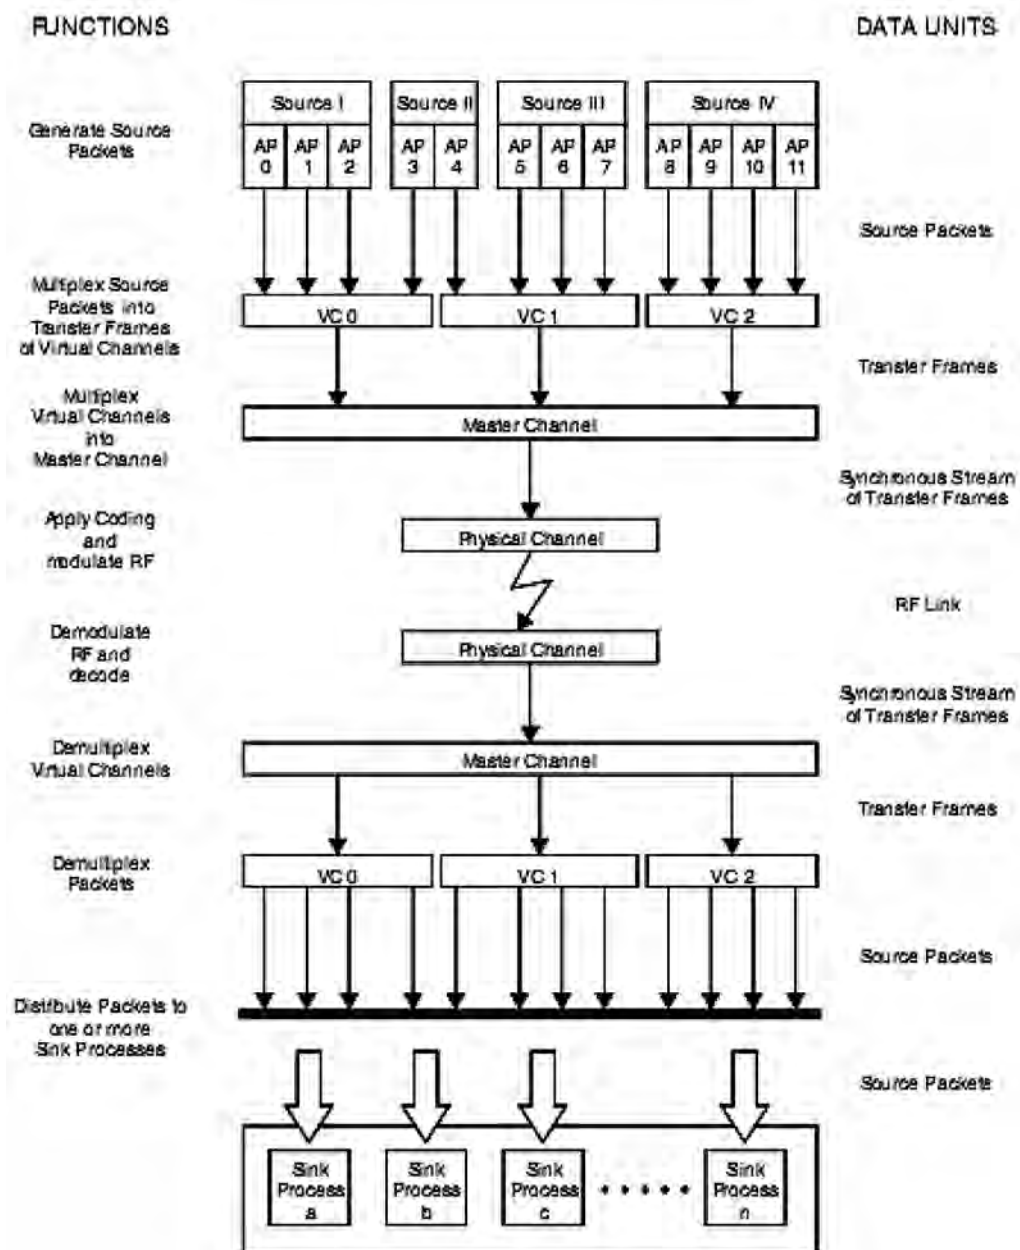 FUNCTIONS
DATA UNITS
Source I
Source II
Source III
Source IV
Generate Source
Packets
AP
0
AP
1
AP
2
AP
3
AP
4
AP
5
AP
6
AP
7
AP
8
AP
9
AP
10
AP
11
Source Packets
Multiplex Source
Packets into
Transfer Frames
of Virtual Channels
VC 0
VC 1
VC 2
Transfer Frames
Multiplex
Virtual Channels
into
Master Channel
Master Channel
Synchronous Stream
of Transfer Frames
Apply Coding
and
modulate RF
Physical Channel
RF Link
Demodulate
RF and
decode
Physical Channel
Synchronous Stream
of Transfer Frames
Demultiplex
Virtual Channels
Master Channel
Transfer Frames
Demultiplex
Packets
VC 0
VC 1
VC 2
Source Packets
Distribute Packets to
one or more
Sink Processes
Source Packets
Sink
Process
a
Sink
Process
b
Sink
Process
c
Sink
Process
n